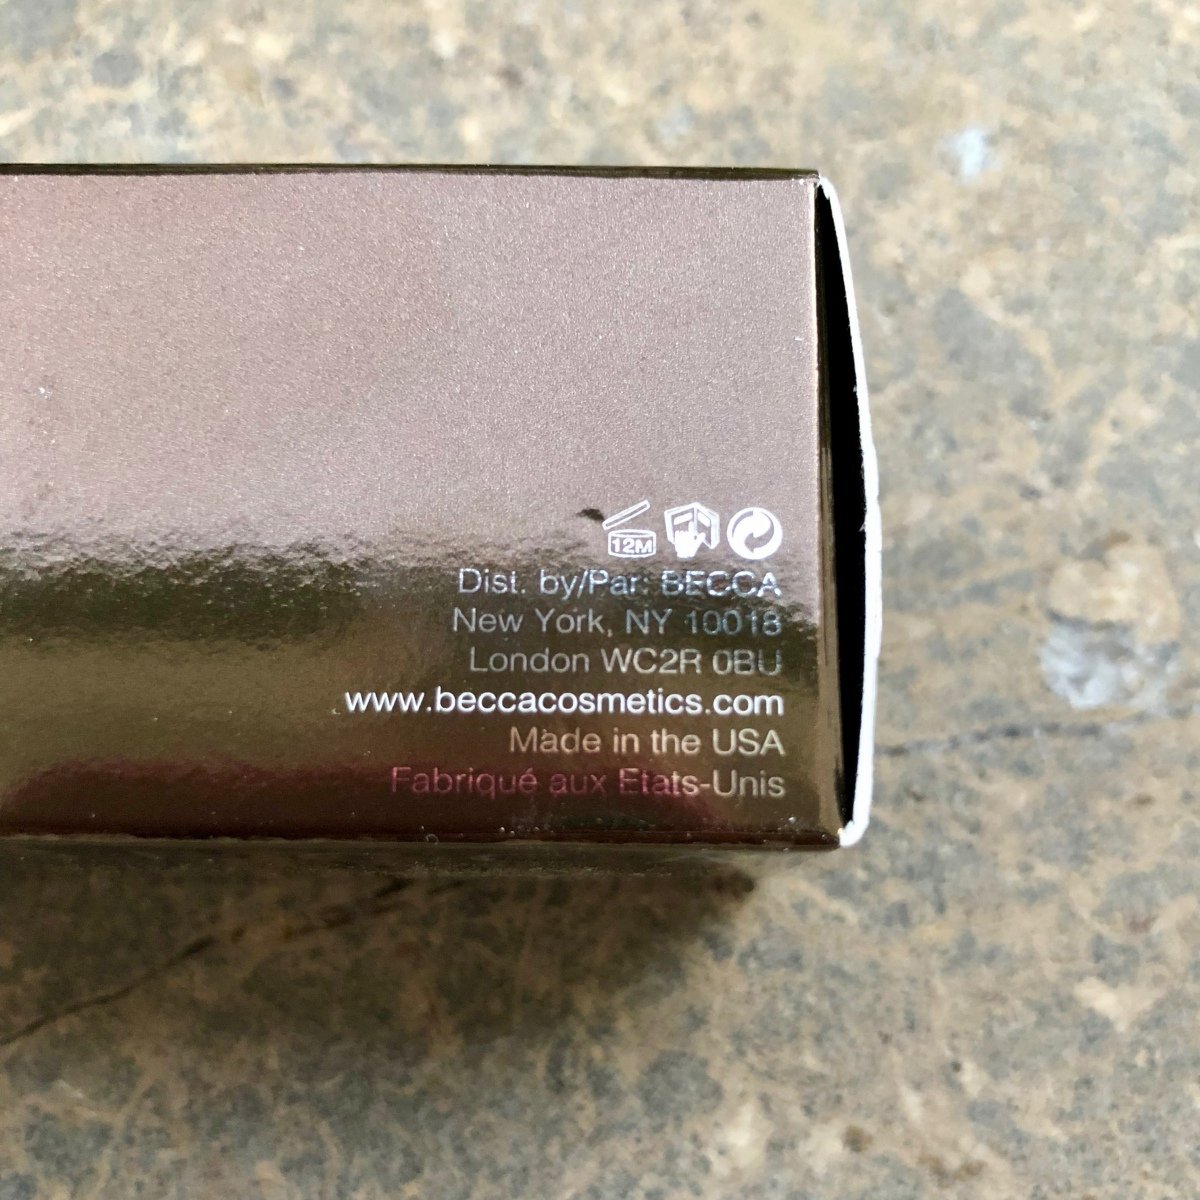 12M
Dist. by/Par: BECCA
New York, NY 10018
London WC2R 0BU
www.beccacosmetics.com
Made in the USA
Fabriqué aux Etats-Unis